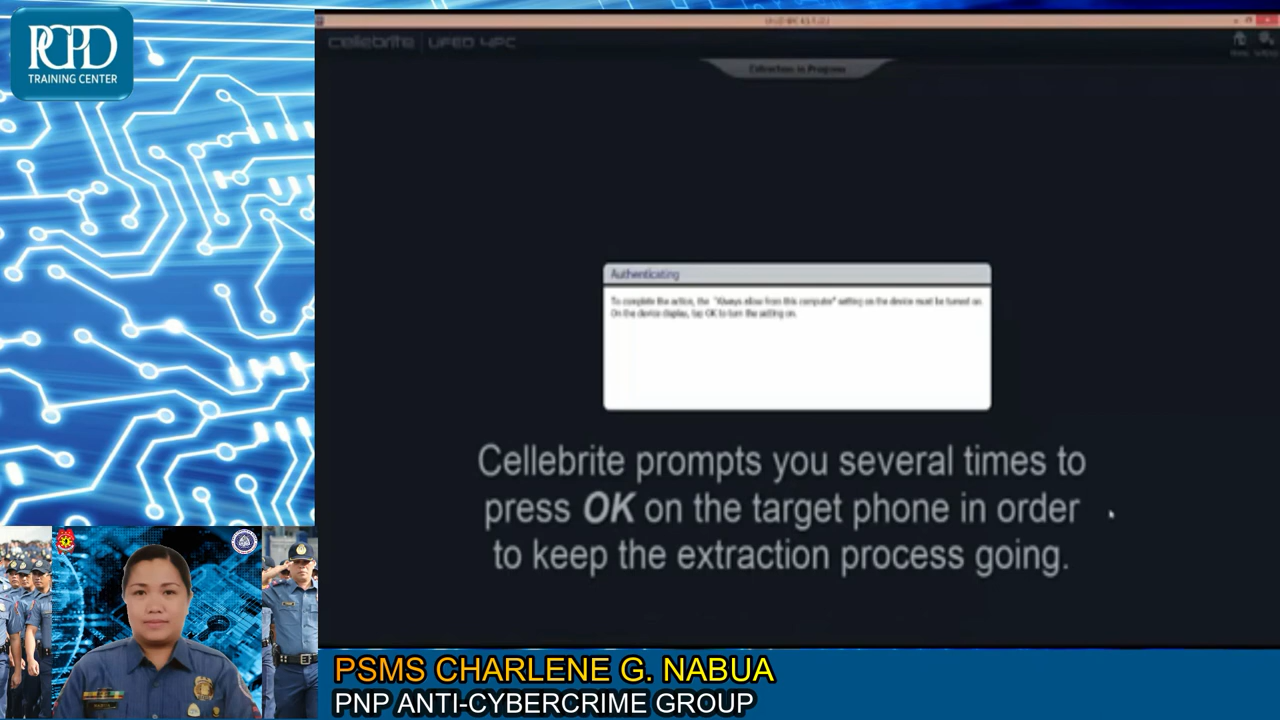 PCPD
TRAINING CENTER
cellebrite | UFED 4PC
Extraction in Progress
Authenticating
To complete the action, the "Always allow from this computer" setting on the device must be turned on.
On the device display, tap OK to turn the setting on.
Cellebrite prompts you several times to
press OK on the target phone in order
to keep the extraction process going.
PSMS CHARLENE G. NABUA
PNP ANTI-CYBERCRIME GROUP